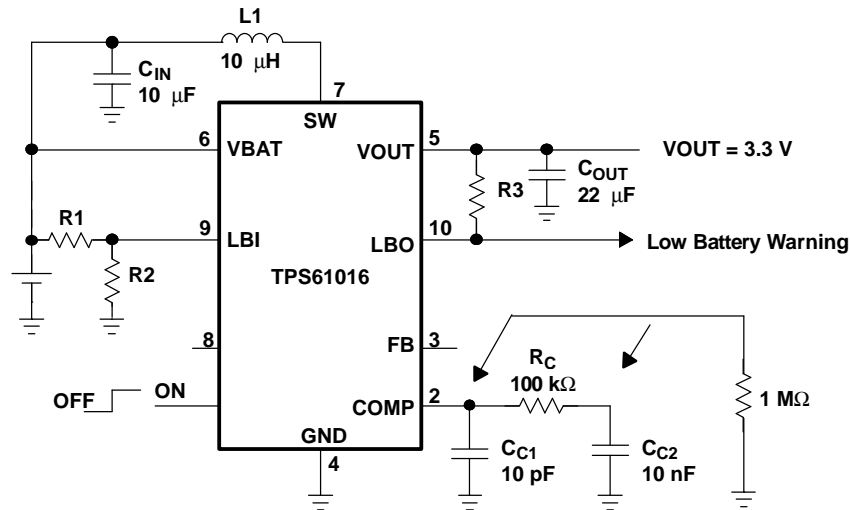 L1
10 μH
CIN
10 μF
7
SW
6
VBAT
VOUT
5
VOUT = 3.3 V
COUT
22 μF
R3
R1
9
LBI
LBO
10
Low Battery Warning
R2
TPS61016
8
FB
3
RC
100 kΩ
OFF
ON
COMP
2
1 MΩ
GND
4
CC1
10 pF
CC2
10 nF